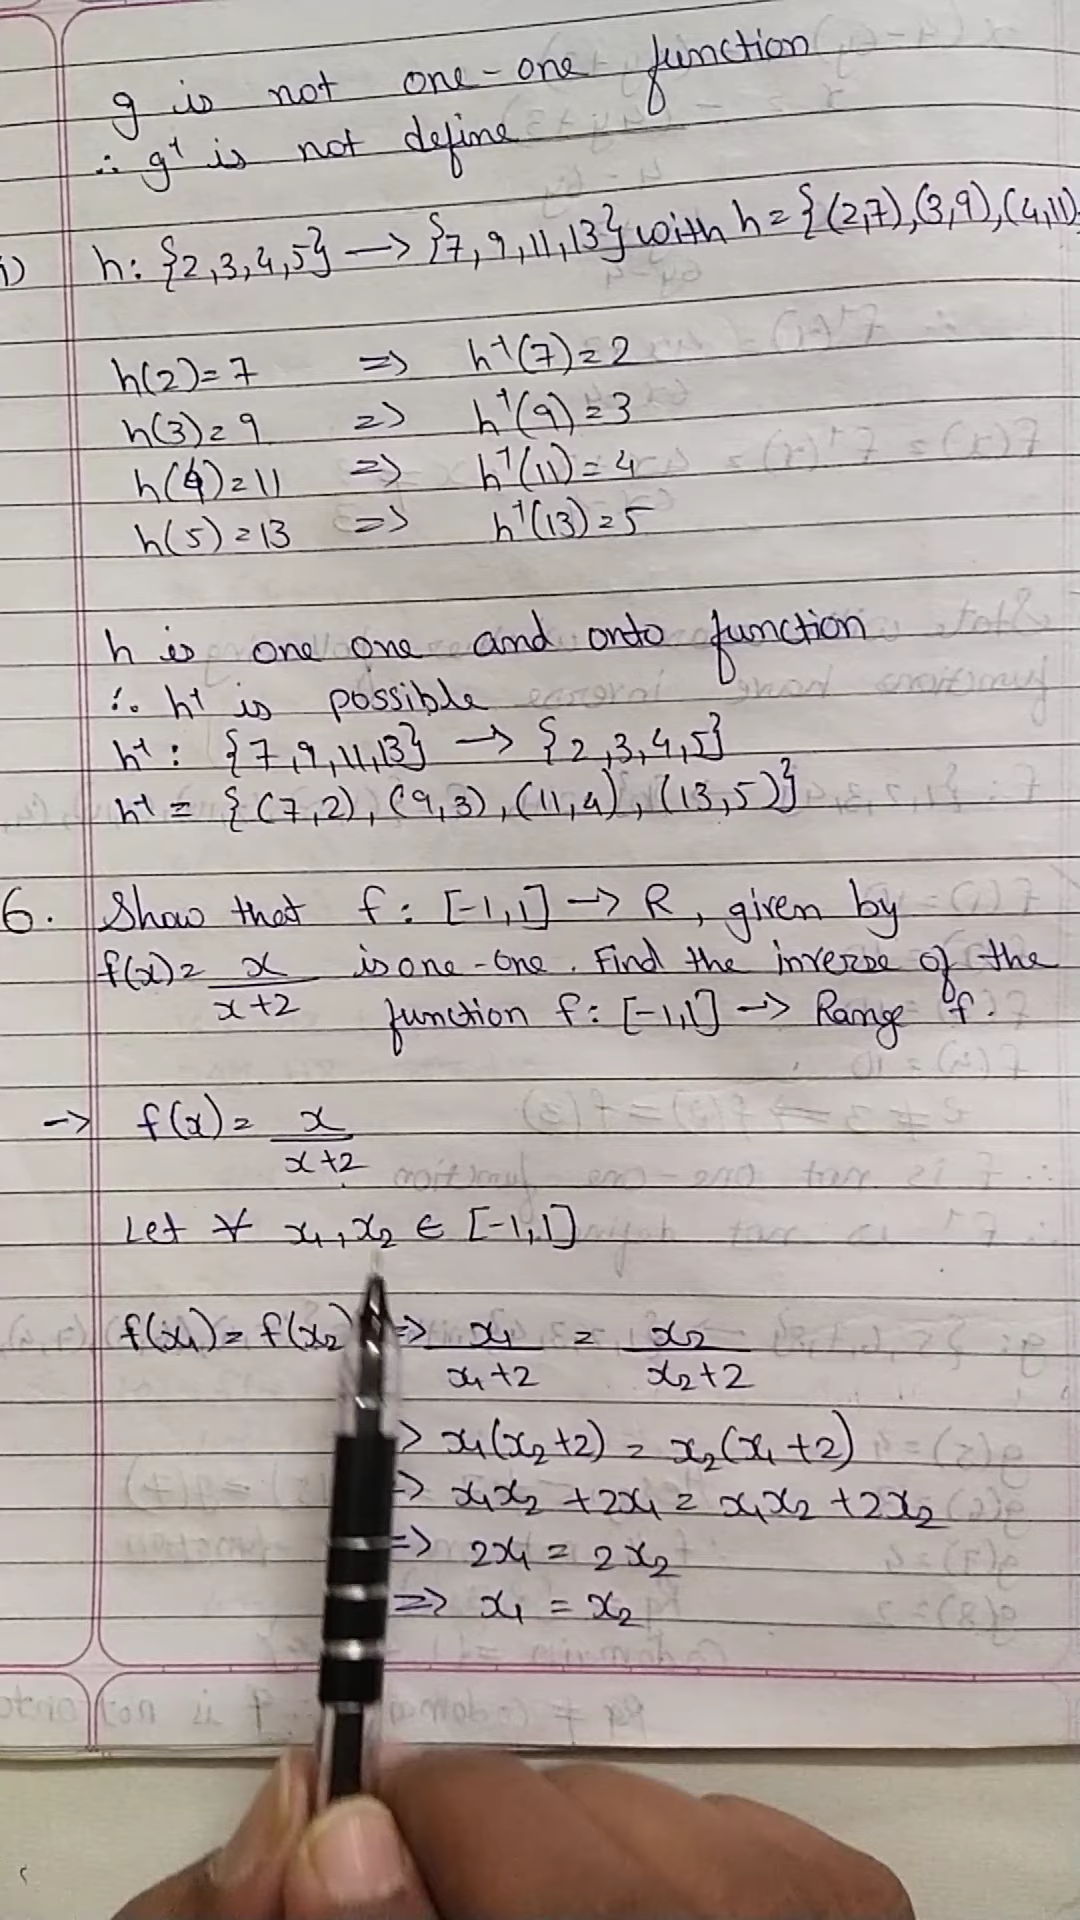 g is not one-one function
∴ g⁻¹ is not define
h: {2,3,4,5} → {7,9,11,13} with h = {(2,7),(3,9),(4,11),
h(2)=7 => h⁻¹(7)=2
h(3)=9 => h⁻¹(9)=3
h(4)=11 => h⁻¹(11)=4
h(5)=13 => h⁻¹(13)=5
h is one one and onto function
∴ h⁻¹ is possible
h⁻¹ : {7,9,11,13} → {2,3,4,5}
h⁻¹ = {(7,2), (9,3), (11,4), (13,5)}
6. Show that f : [-1,1] → R, given by
f(x) = x/(x+2) is one-one. Find the inverse of the
function f: [-1,1] → Range f.
→ f(x) = x/(x+2)
Let ∀ x₁, x₂ ∈ [-1,1]
f(x₁) = f(x₂) => x₁/(x₁+2) = x₂/(x₂+2)
=> x₁(x₂+2) = x₂(x₁+2)
=> x₁x₂ + 2x₁ = x₁x₂ + 2x₂
=> 2x₁ = 2x₂
=> x₁ = x₂